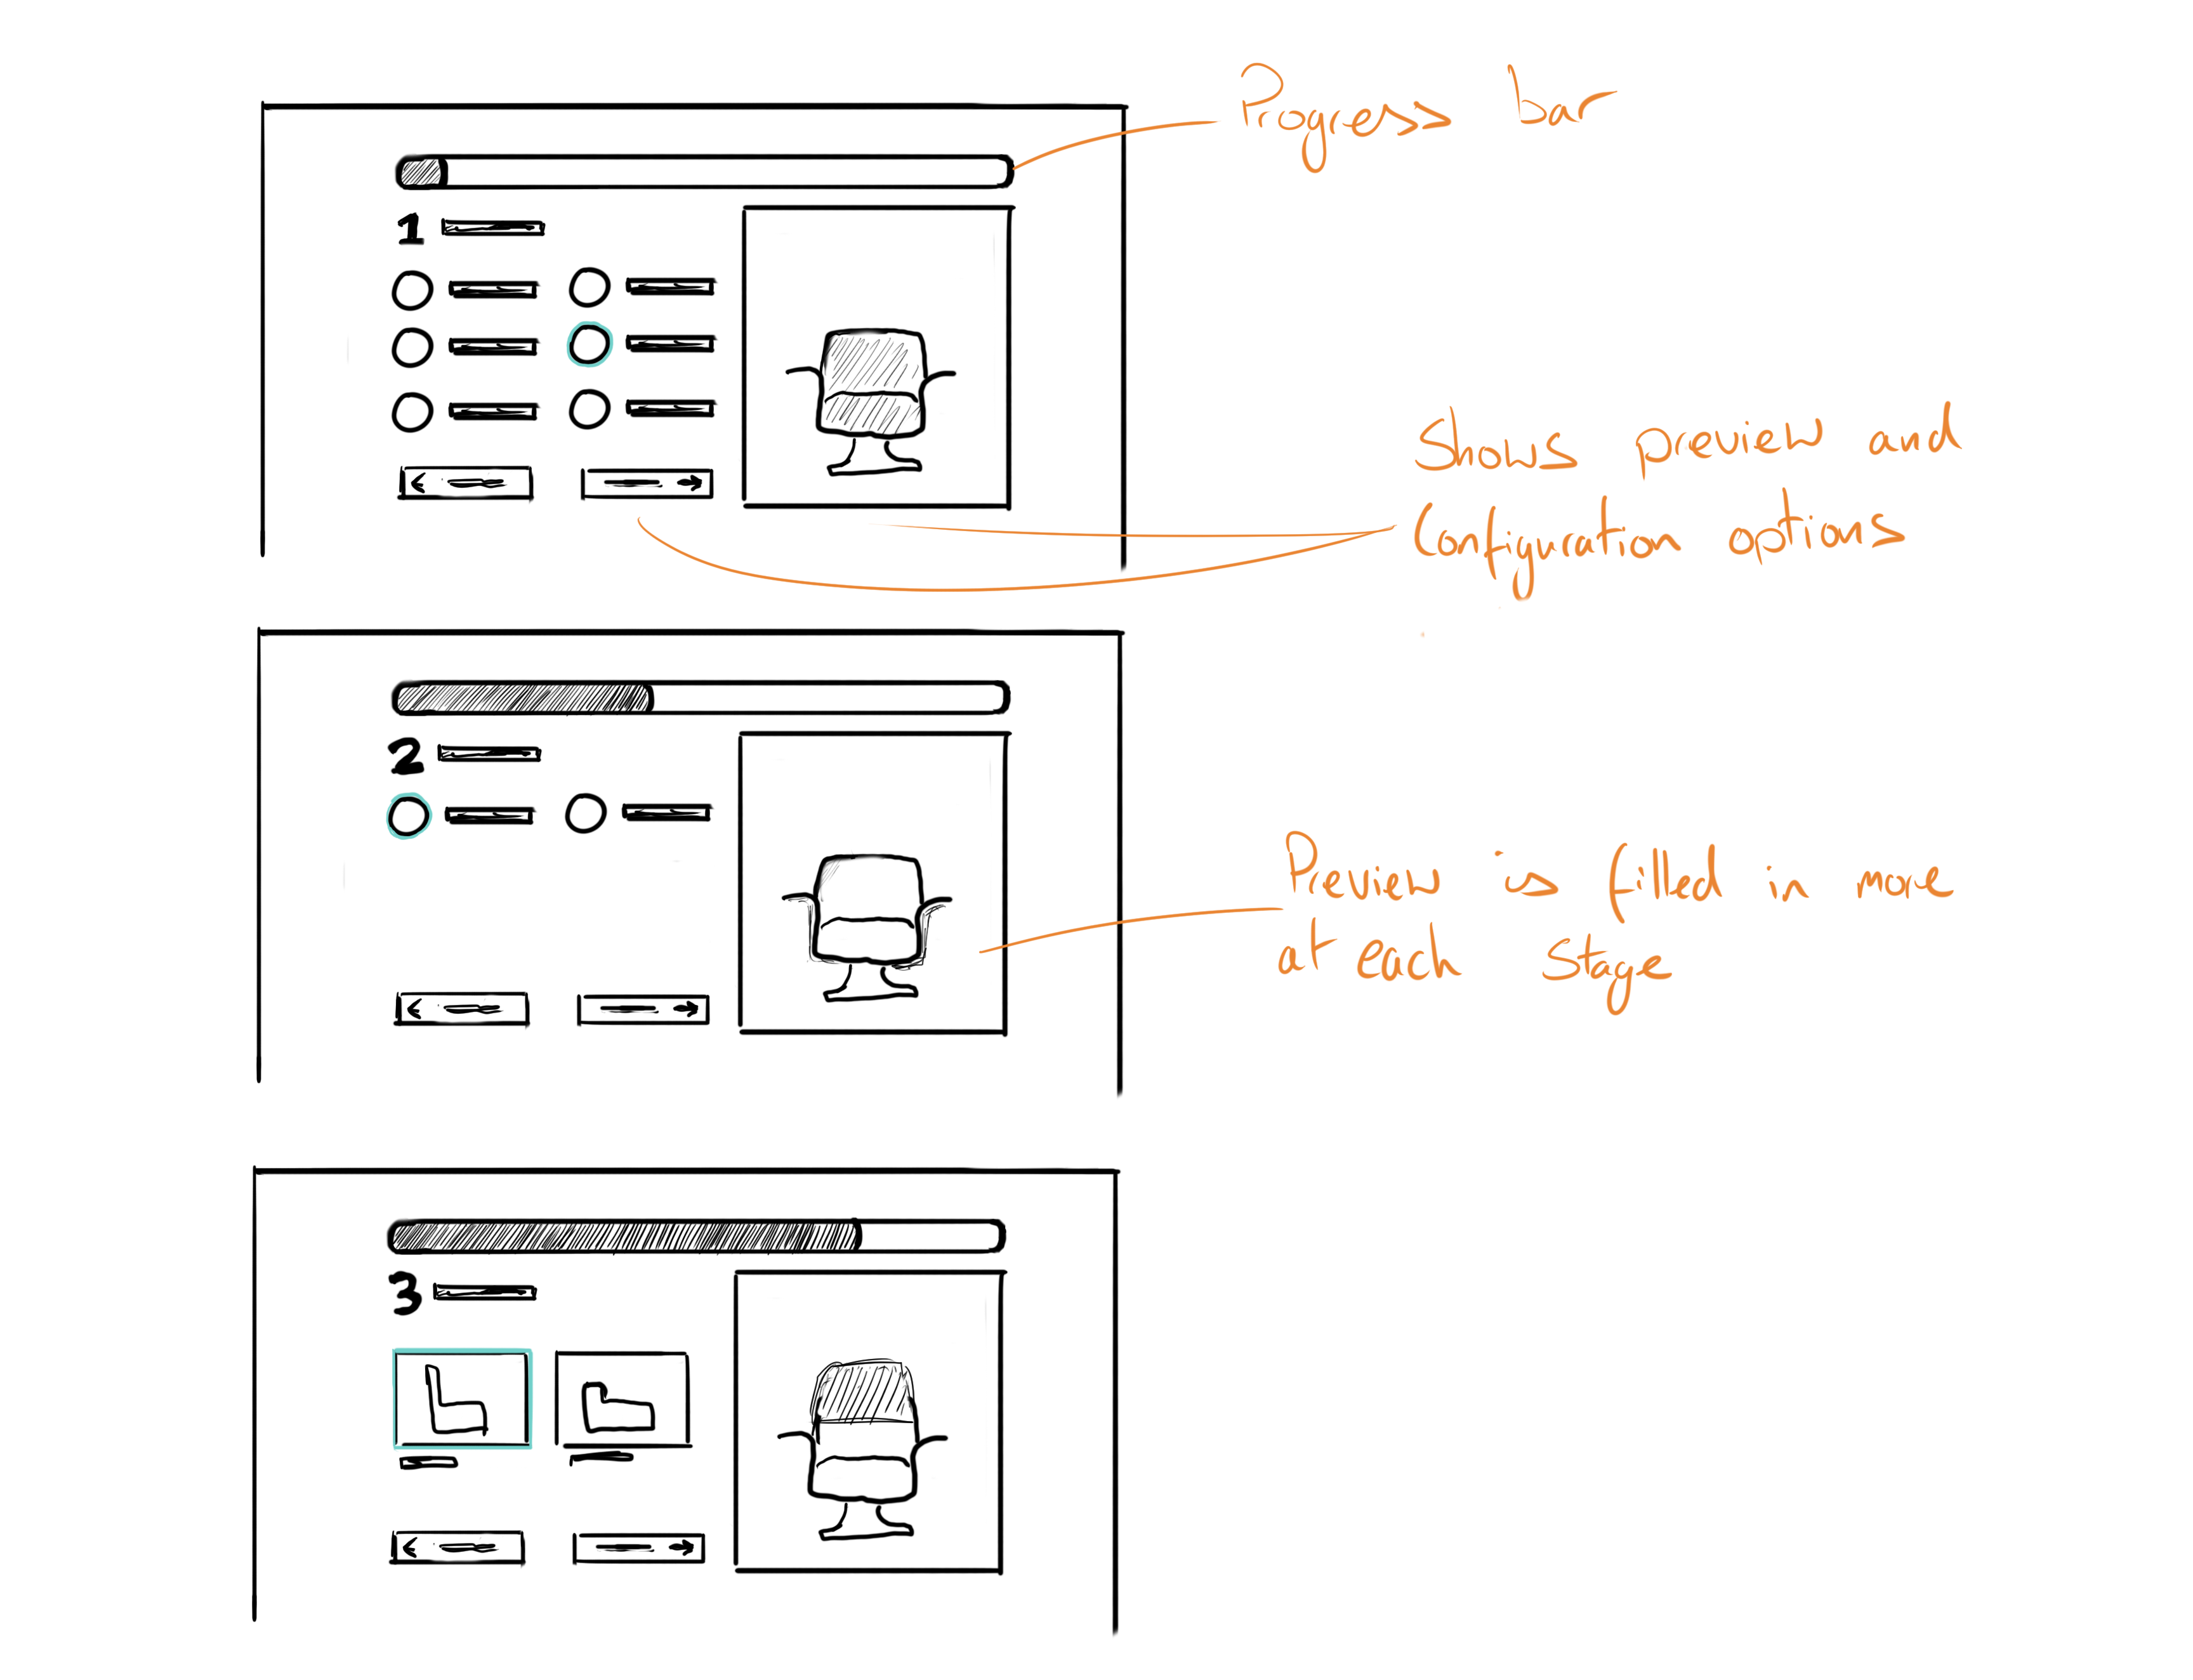 Progress bar
1
Shows preview and
Configuration options
2
Preview is filled in more
at each stage
3